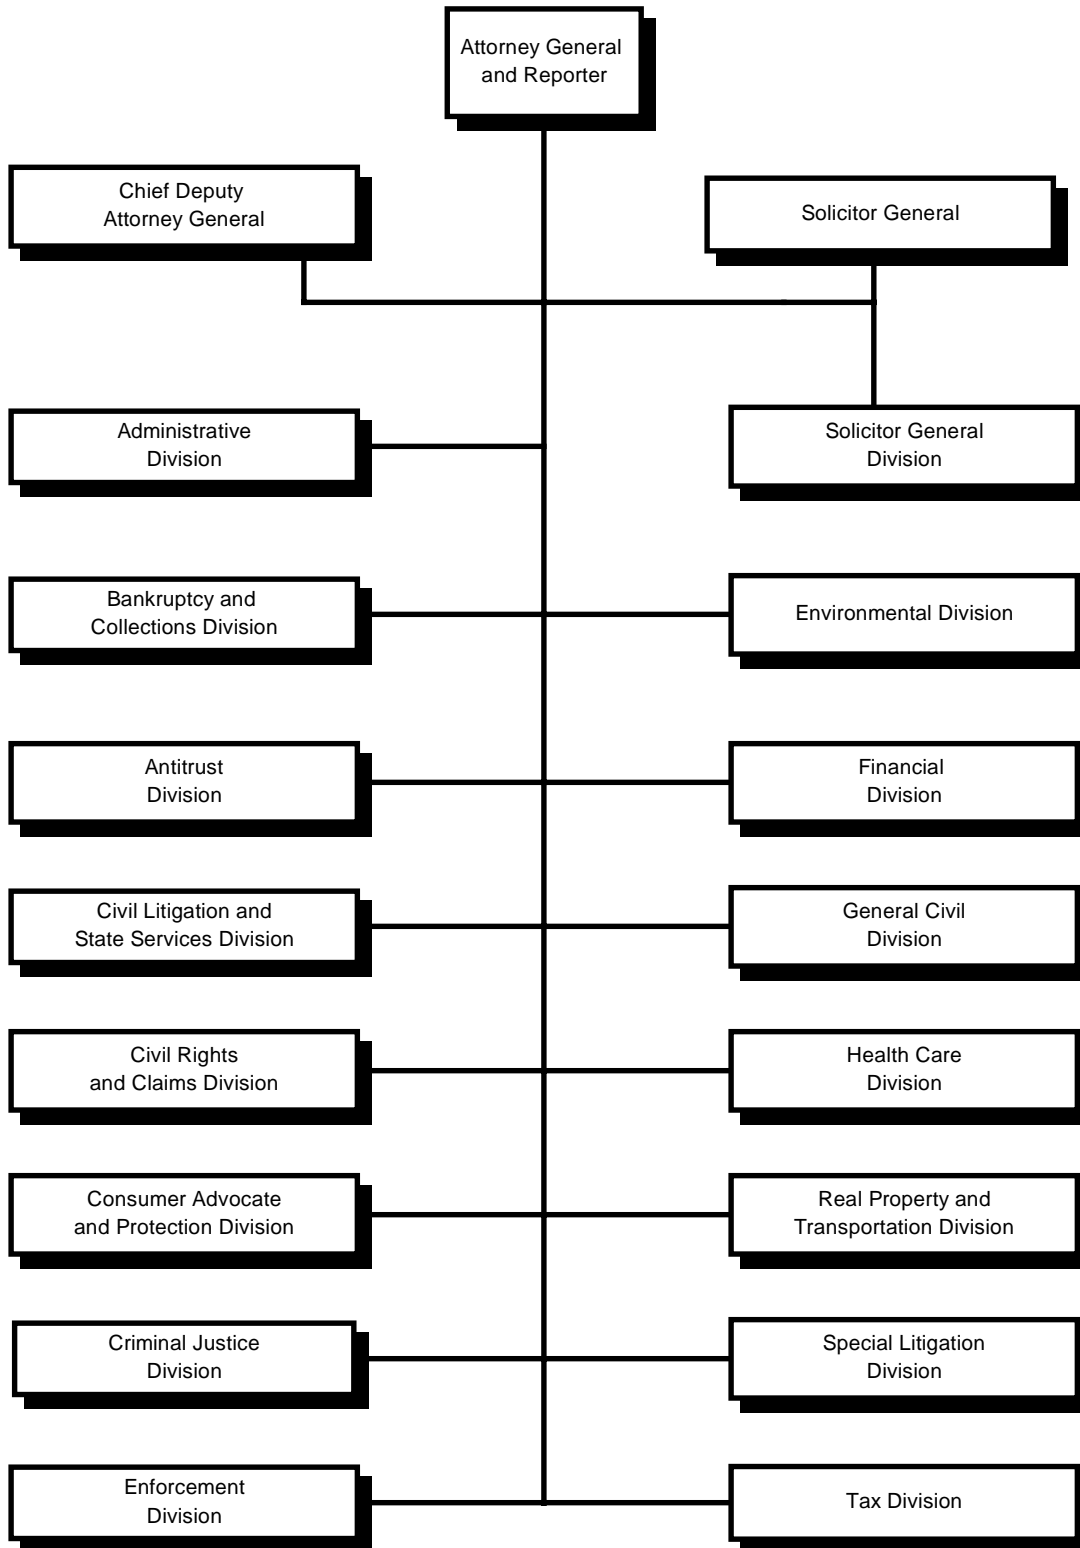 Attorney General
and Reporter
Chief Deputy
Attorney General
Solicitor General
Administrative
Division
Solicitor General
Division
Bankruptcy and
Collections Division
Environmental Division
Antitrust
Division
Financial
Division
Civil Litigation and
State Services Division
General Civil
Division
Civil Rights
and Claims Division
Health Care
Division
Consumer Advocate
and Protection Division
Real Property and
Transportation Division
Criminal Justice
Division
Special Litigation
Division
Enforcement
Division
Tax Division